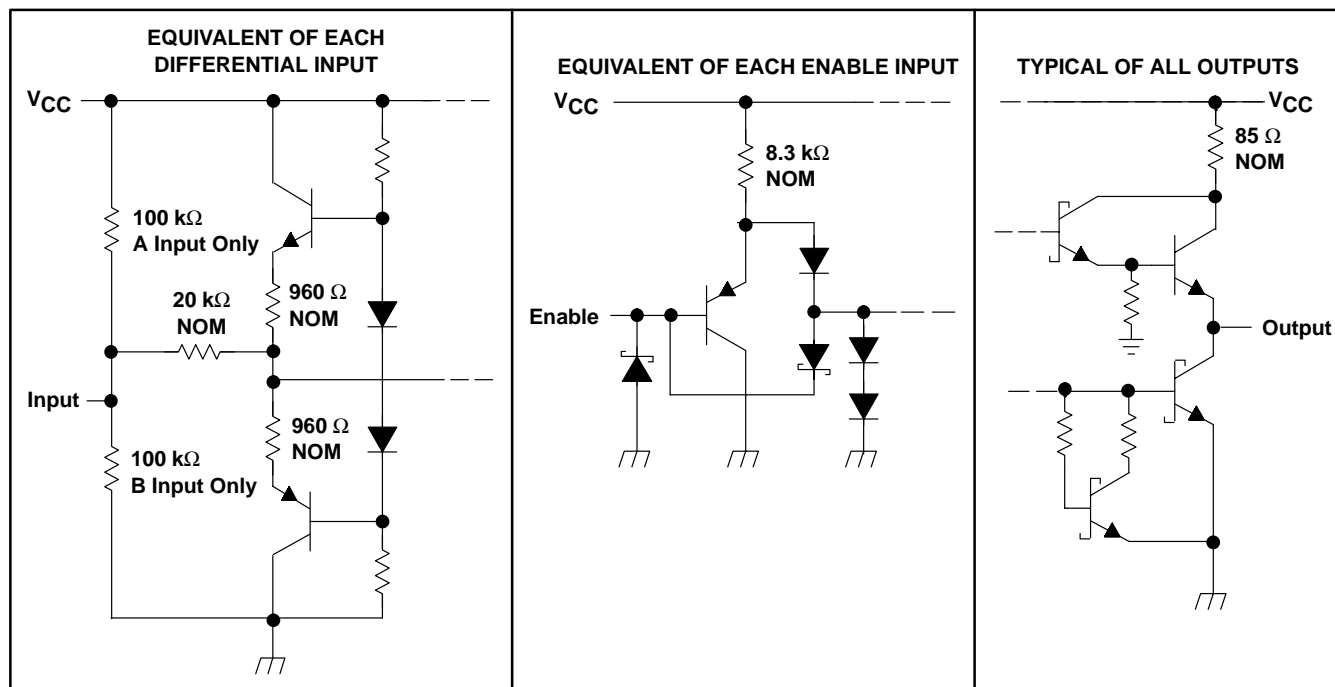 EQUIVALENT OF EACH
DIFFERENTIAL INPUT
VCC
100 kΩ
A Input Only
20 kΩ
NOM
960 Ω
NOM
Input
960 Ω
NOM
100 kΩ
B Input Only
EQUIVALENT OF EACH ENABLE INPUT
VCC
8.3 kΩ
NOM
Enable
TYPICAL OF ALL OUTPUTS
VCC
85 Ω
NOM
Output